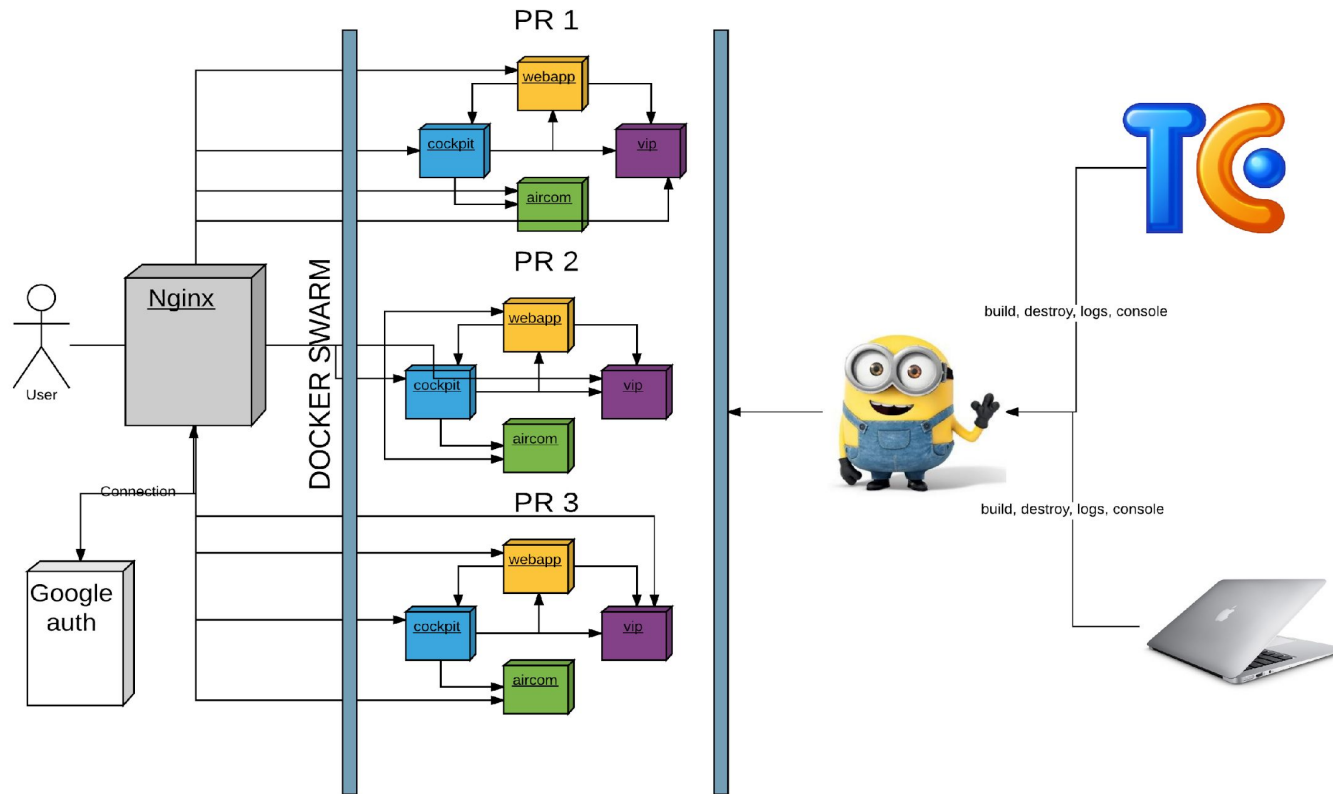 PR 1
webapp
cockpit
vip
aircom
TC
PR 2
DOCKER SWARM
Nginx
User
webapp
cockpit
vip
aircom
build, destroy, logs, console
Connection
Google
auth
PR 3
webapp
cockpit
vip
aircom
build, destroy, logs, console